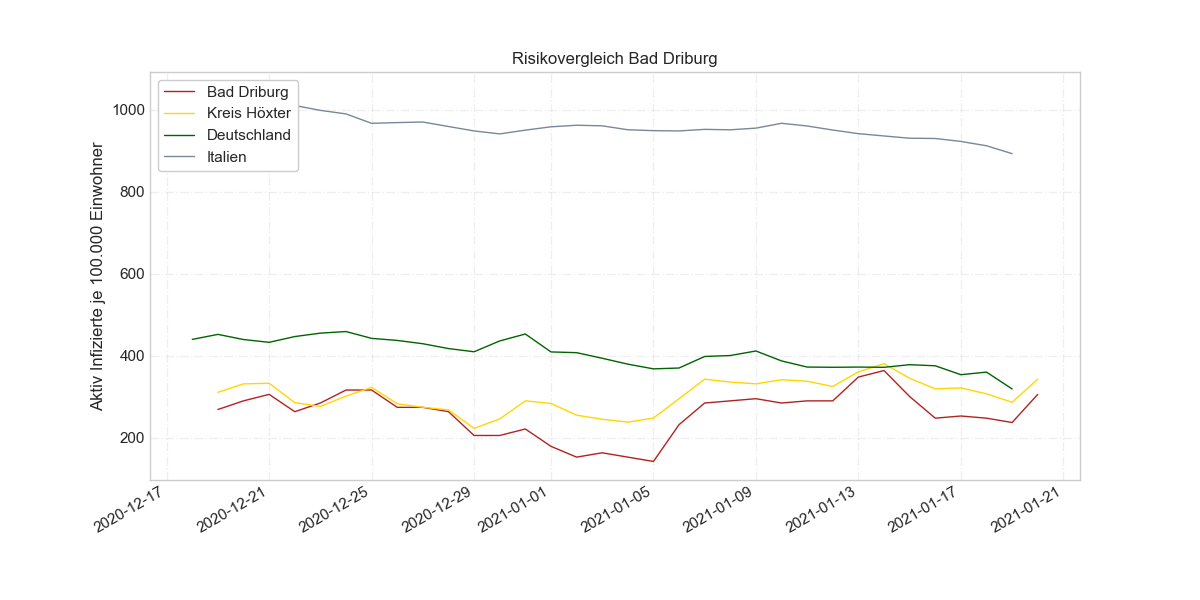 Risikovergleich Bad Driburg
Bad Driburg
Kreis Höxter
Deutschland
Italien
Aktiv Infizierte je 100.000 Einwohner
1000
800
600
400
200
2020-12-17
2020-12-21
2020-12-25
2020-12-29
2021-01-01
2021-01-05
2021-01-09
2021-01-13
2021-01-17
2021-01-21